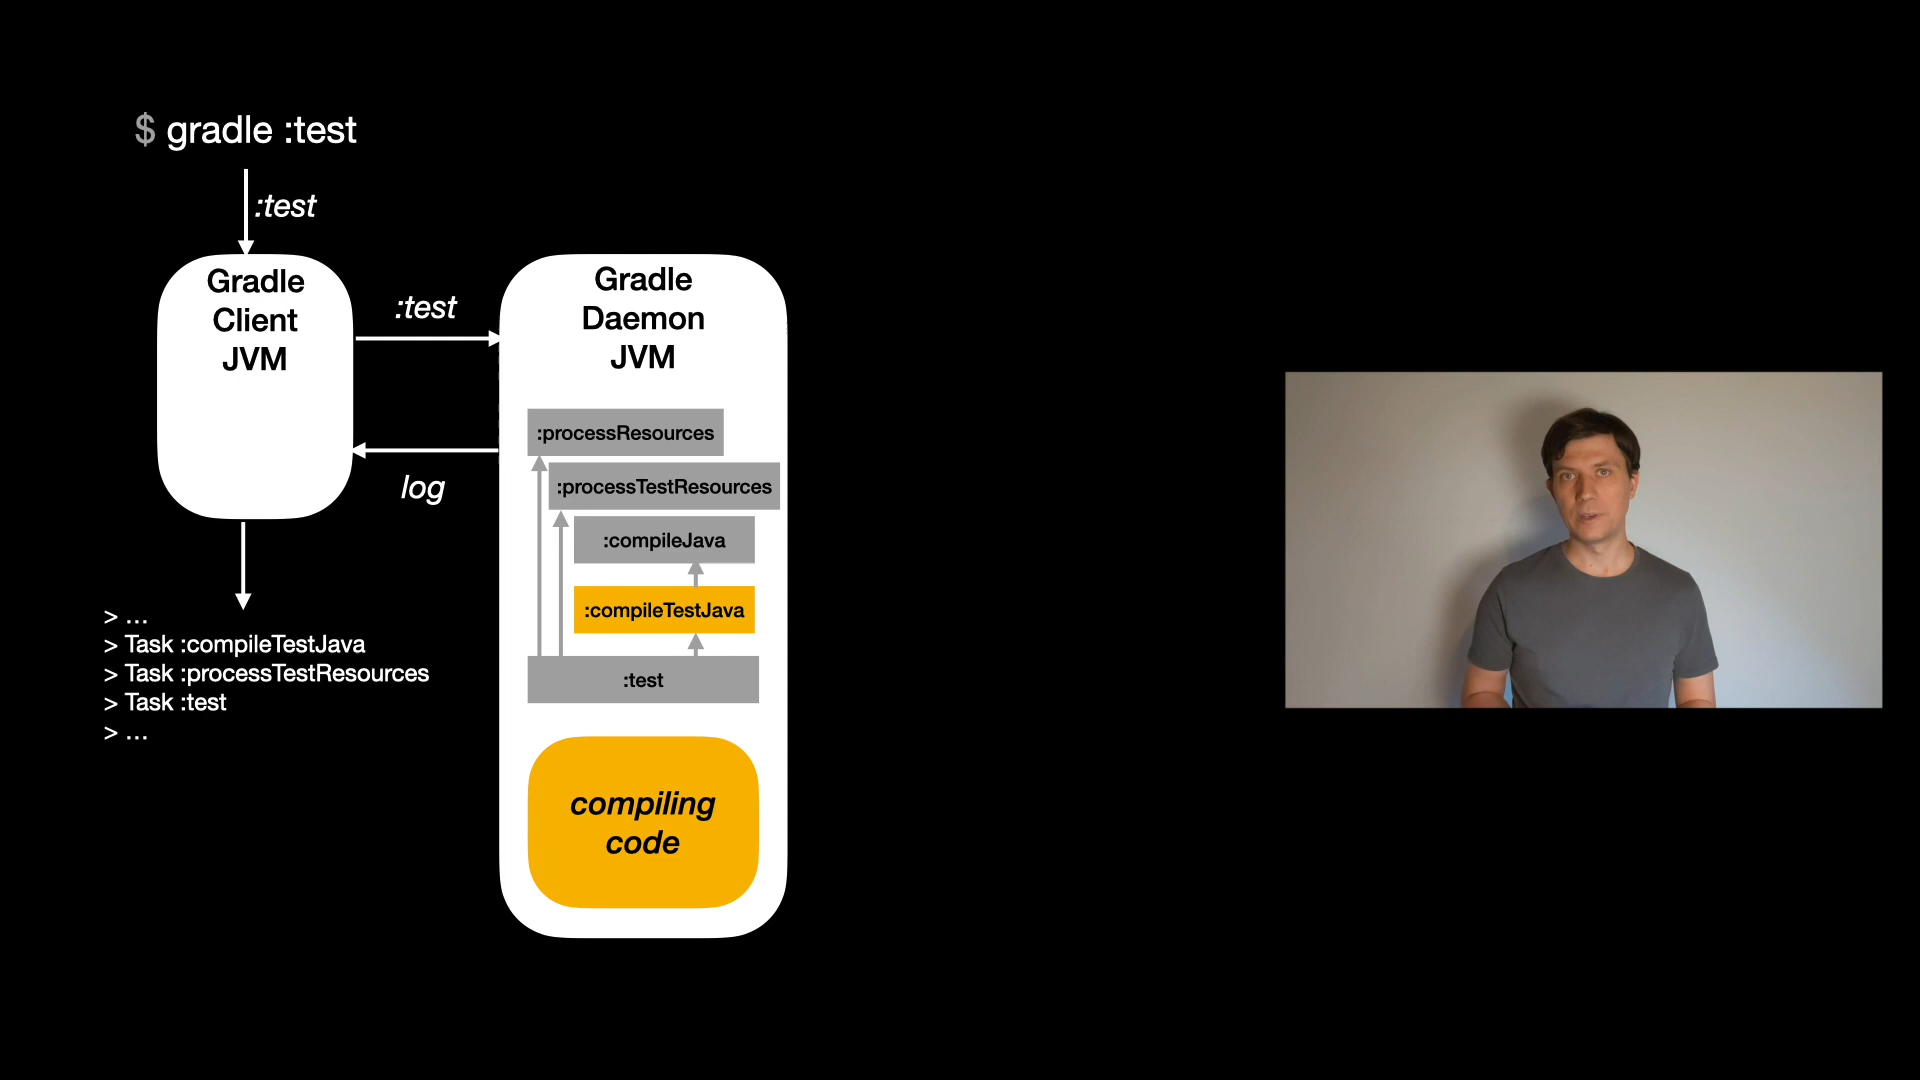 $ gradle :test
:test
Gradle
Client
JVM
:test
log
Gradle
Daemon
JVM
:processResources
:processTestResources
:compileJava
:compileTestJava
:test
compiling
code
> ...
> Task :compileTestJava
> Task :processTestResources
> Task :test
> ...